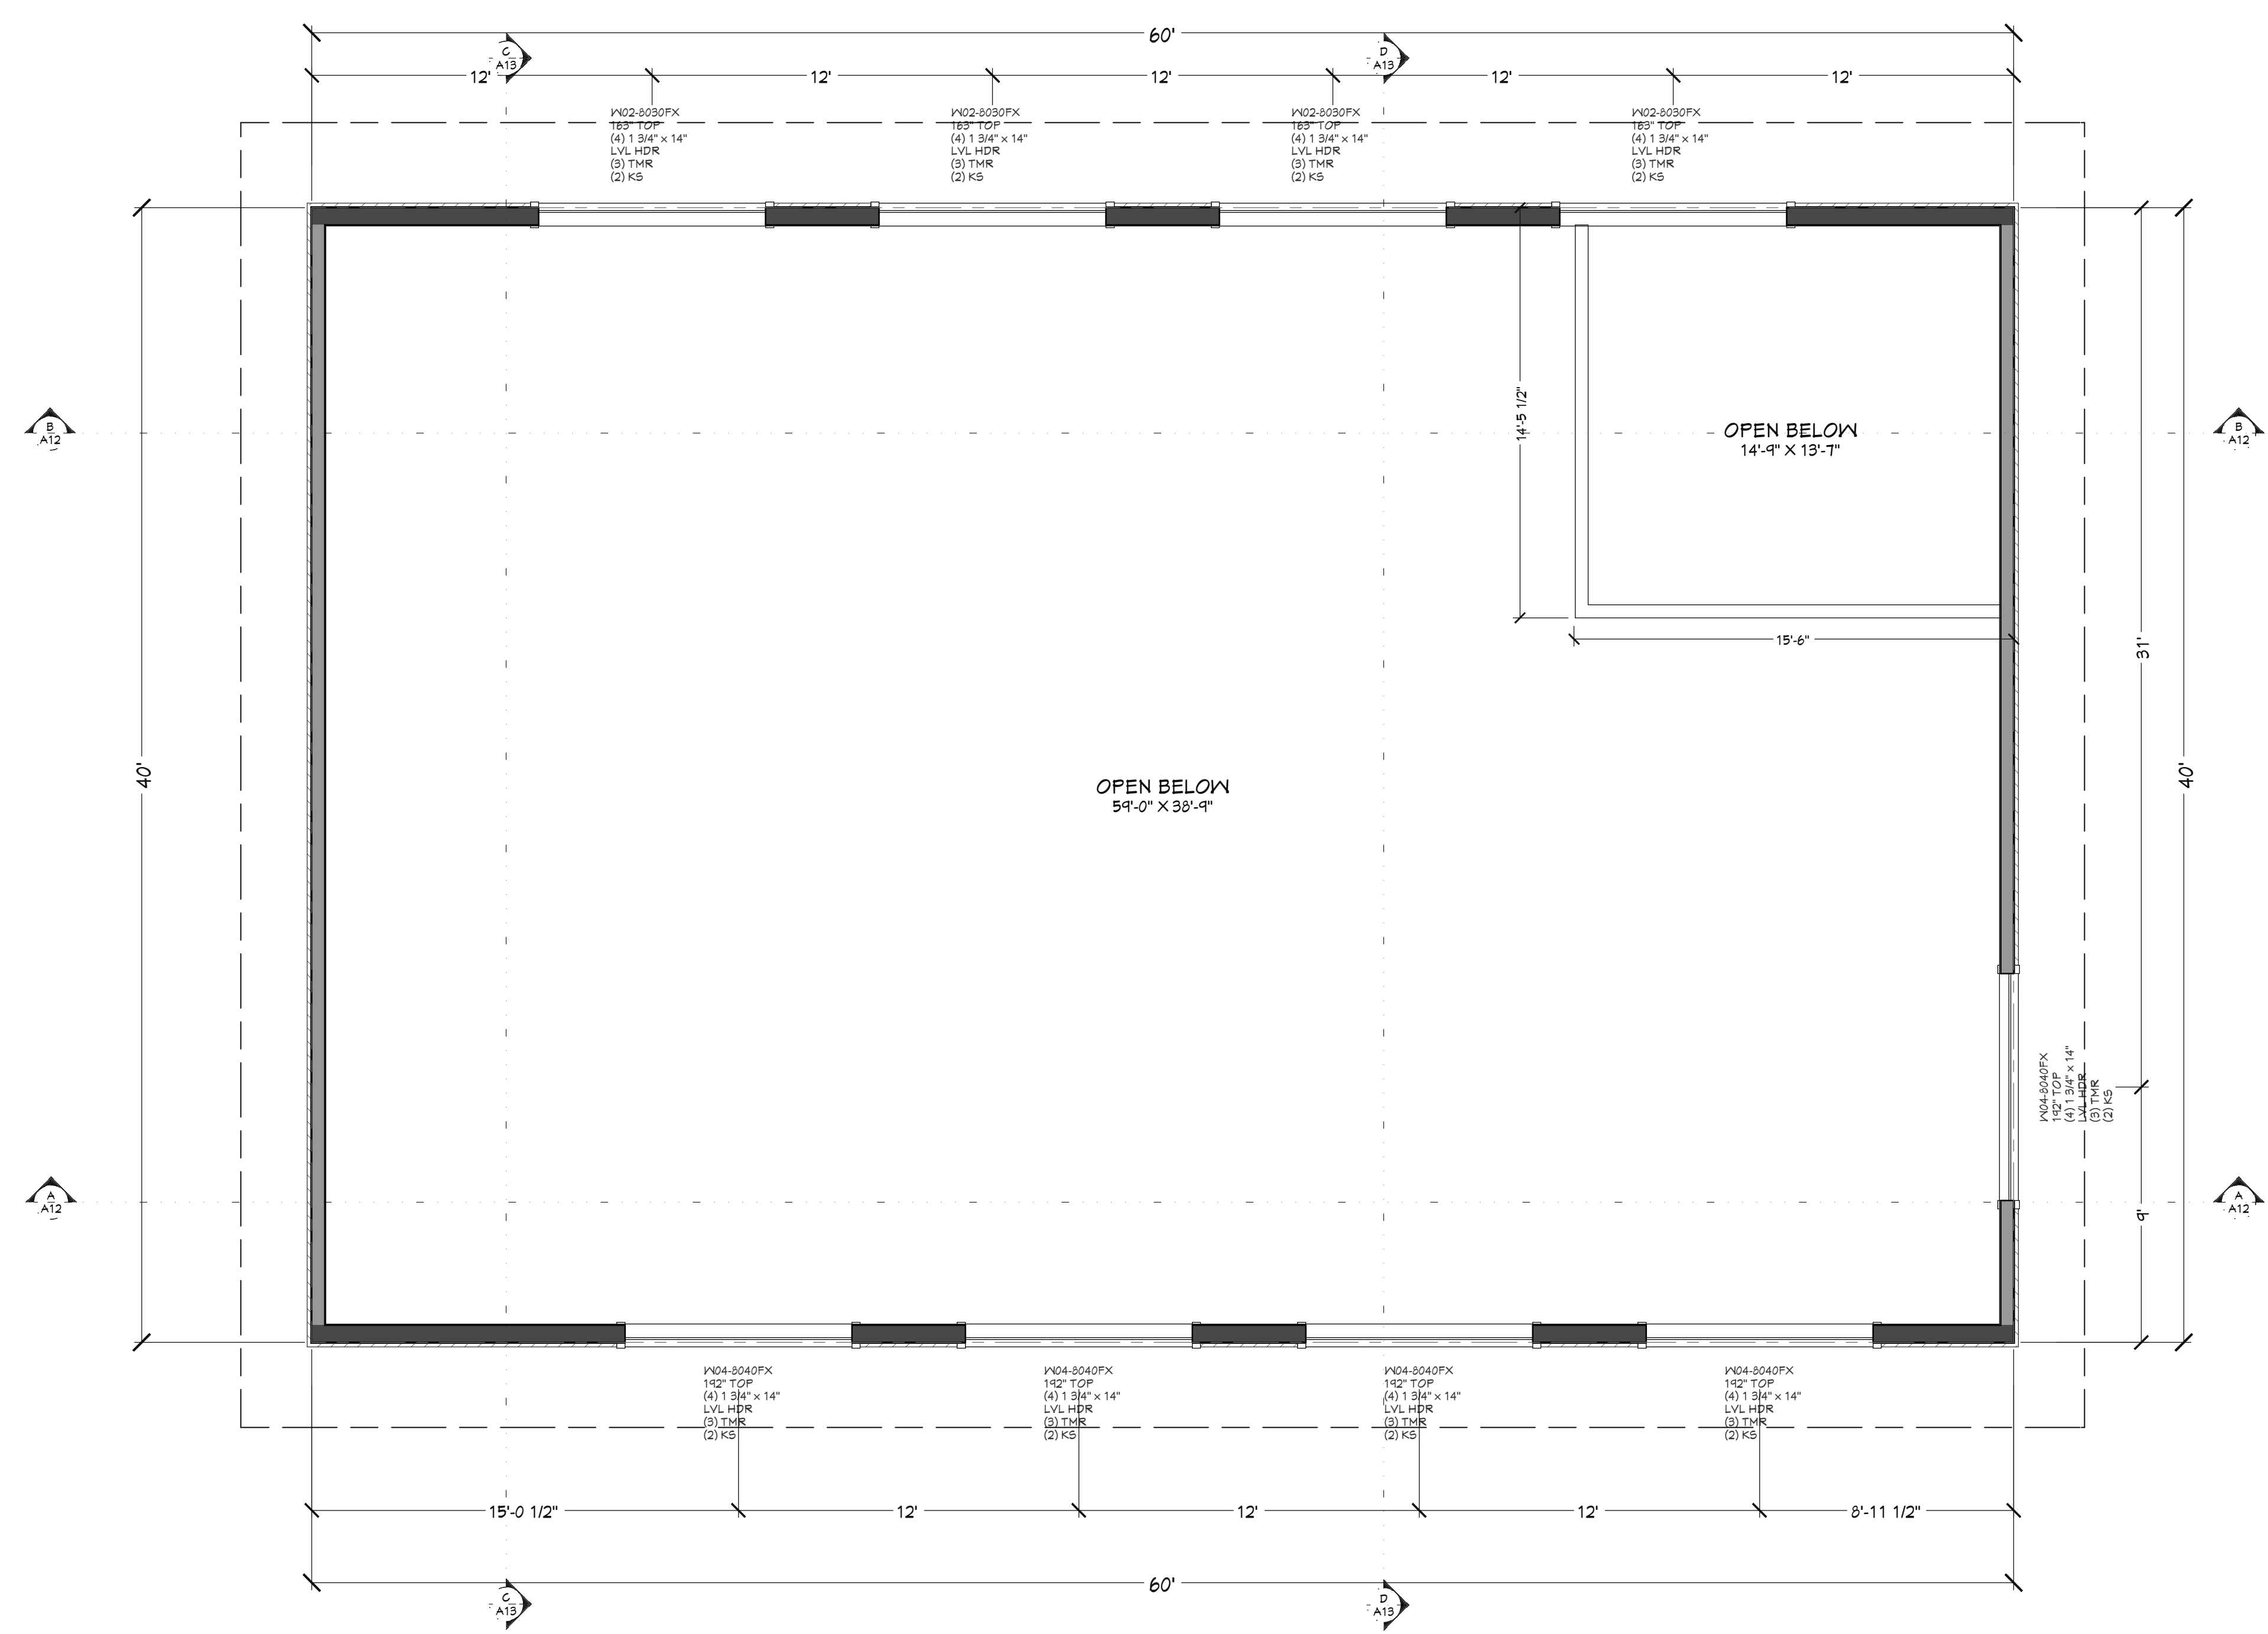 60'
C
A13
D
A13
12'
12'
12'
12'
12'
W02-8030FX
163" TOP
(4) 1 3/4" x 14"
LVL HDR
(3) TMR
(2) KS
W02-8030FX
163" TOP
(4) 1 3/4" x 14"
LVL HDR
(3) TMR
(2) KS
W02-8030FX
163" TOP
(4) 1 3/4" x 14"
LVL HDR
(3) TMR
(2) KS
W02-8030FX
163" TOP
(4) 1 3/4" x 14"
LVL HDR
(3) TMR
(2) KS
B
A12
14'-5 1/2"
OPEN BELOW
14'-9" X 13'-7"
B
A12
15'-6"
31'
40'
OPEN BELOW
59'-0" X 38'-9"
40'
W04-8040FX
192" TOP
(4) 1 3/4" x 14"
LVL HDR
(3) TMR
(2) KS
A
A12
9'
A
A12
W04-8040FX
192" TOP
(4) 1 3/4" x 14"
LVL HDR
(3) TMR
(2) KS
W04-8040FX
192" TOP
(4) 1 3/4" x 14"
LVL HDR
(3) TMR
(2) KS
W04-8040FX
192" TOP
(4) 1 3/4" x 14"
LVL HDR
(3) TMR
(2) KS
W04-8040FX
192" TOP
(4) 1 3/4" x 14"
LVL HDR
(3) TMR
(2) KS
15'-0 1/2"
12'
12'
12'
8'-11 1/2"
60'
C
A13
D
A13